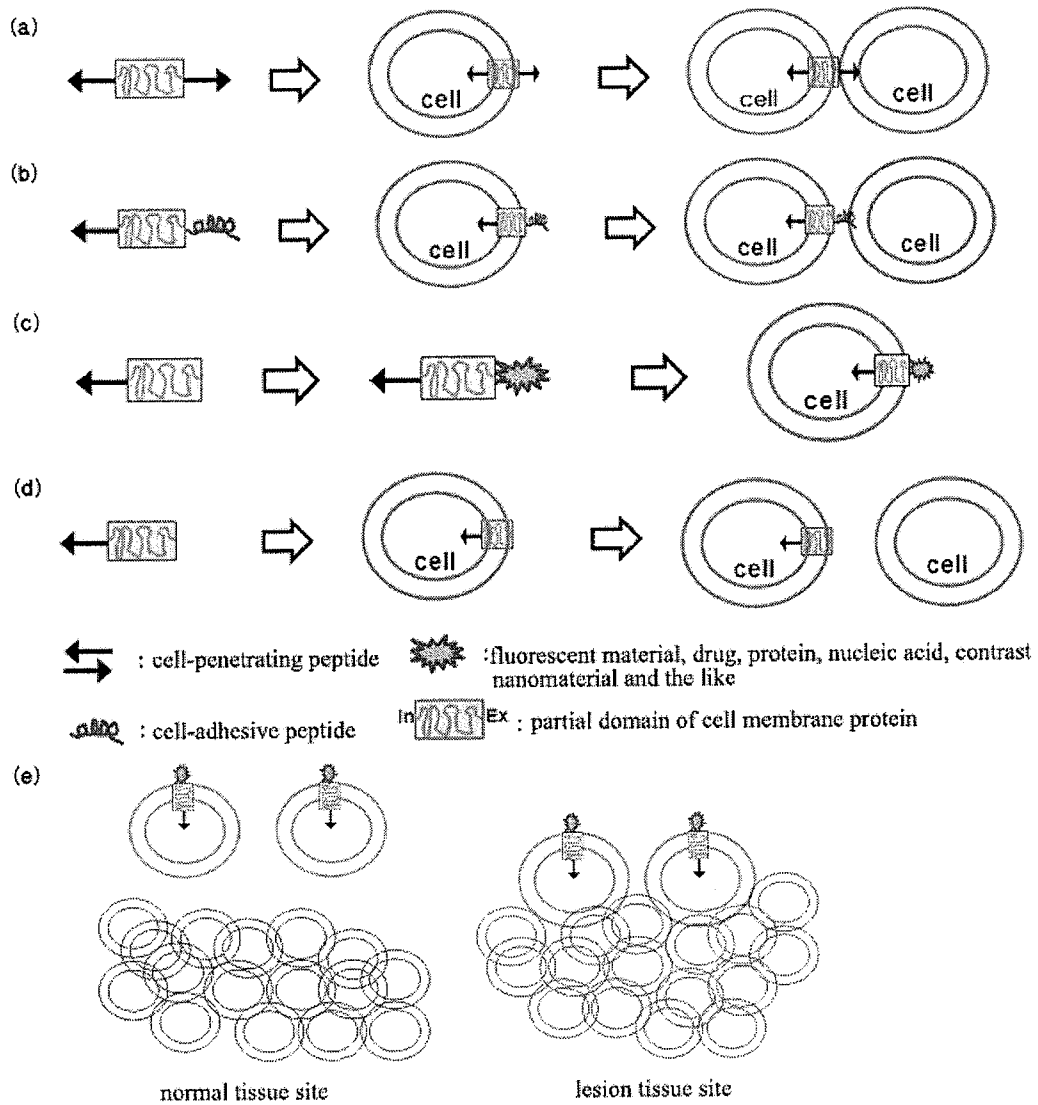 (a)
cell
cell
cell
(b)
cell
cell
cell
(c)
cell
(d)
cell
cell
cell
: cell-penetrating peptide
:fluorescent material, drug, protein, nucleic acid, contrast
nanomaterial and the like
: cell-adhesive peptide
In Ex : partial domain of cell membrane protein
(e)
normal tissue site
lesion tissue site